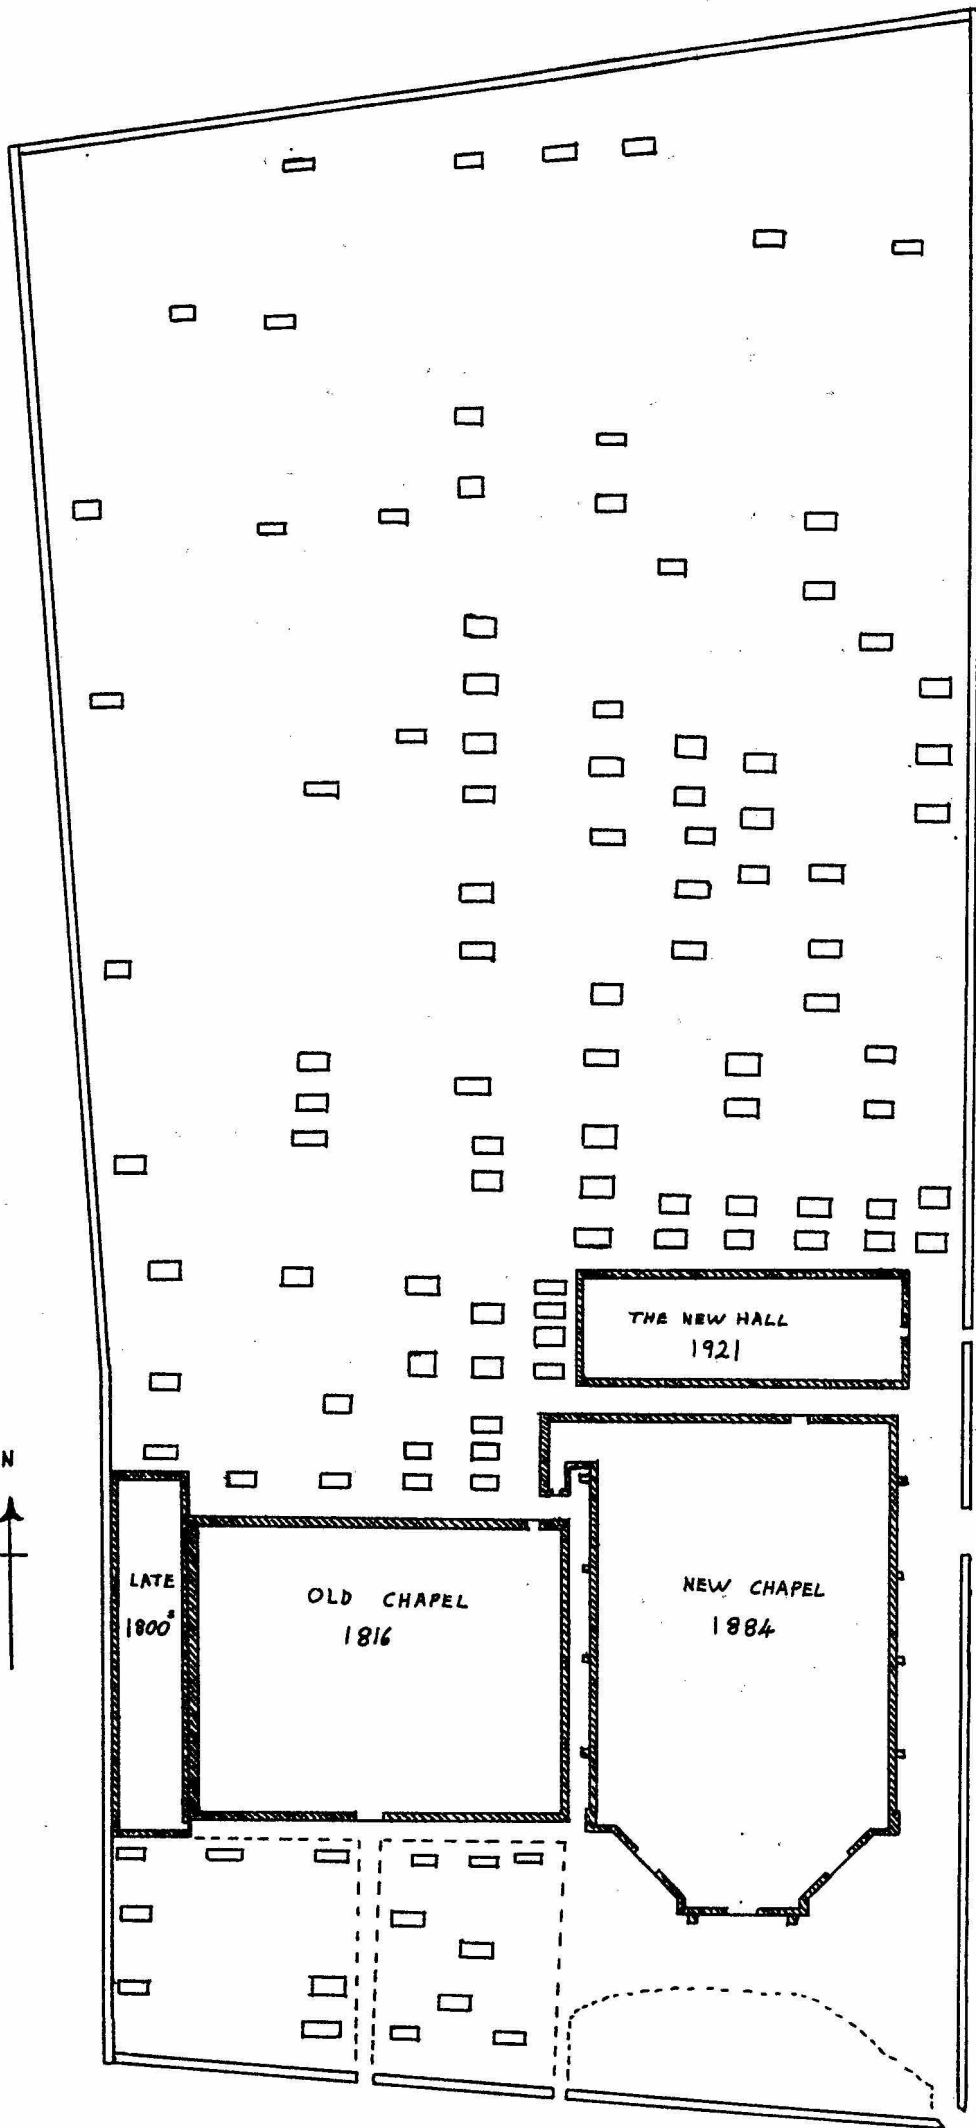 THE NEW HALL
1921
N
LATE
1800s
OLD CHAPEL
1816
NEW CHAPEL
1884